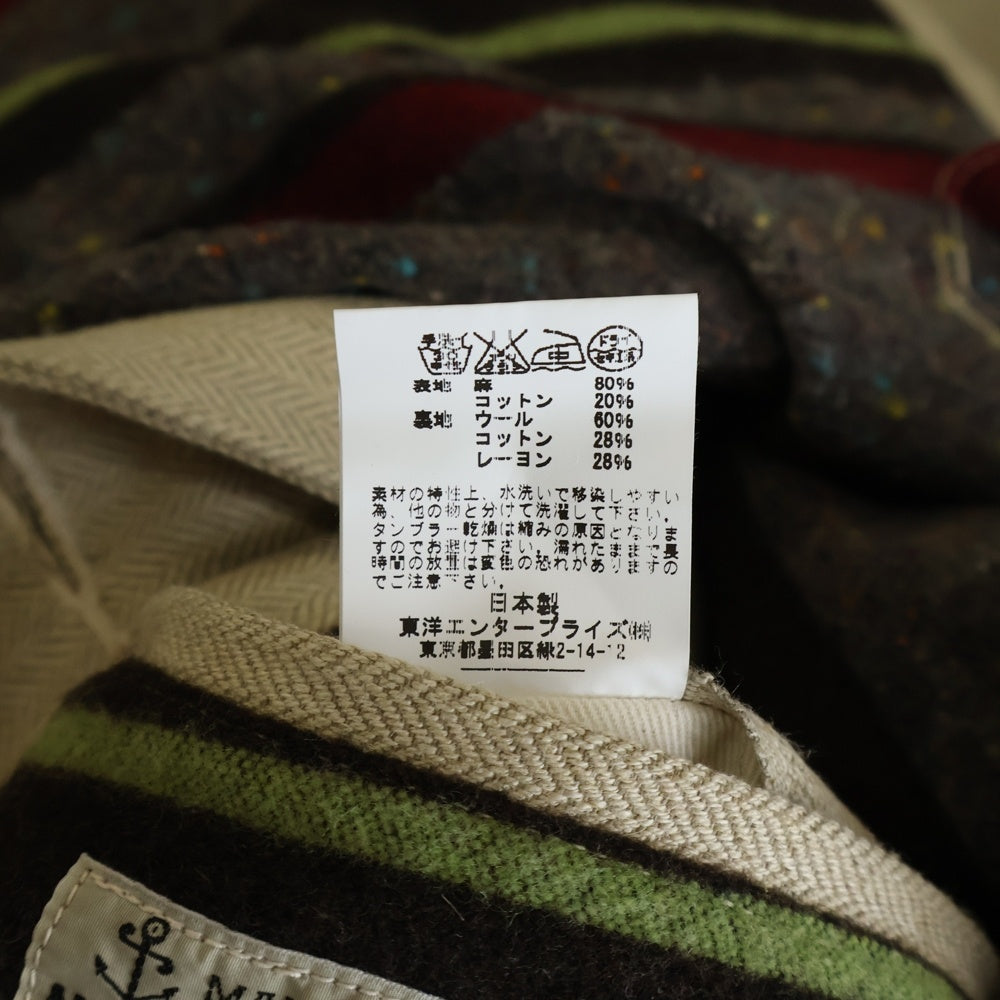 手洗イ
ドライ
表地 麻 80%
コットン 20%
裏地 ウール 60%
コットン 28%
レーヨン 28%
素材の特性上、水洗いで移染しやすい
為、他の物と分けて洗濯して下さい。
タンブラー乾燥は縮みの原因となりま
すのでお避け下さい。濡れたままで長
時間の放置は変色の恐れがありますの
でご注意下さい。
日本製
東洋エンタープライズ㈱
東京都墨田区緑2-14-12